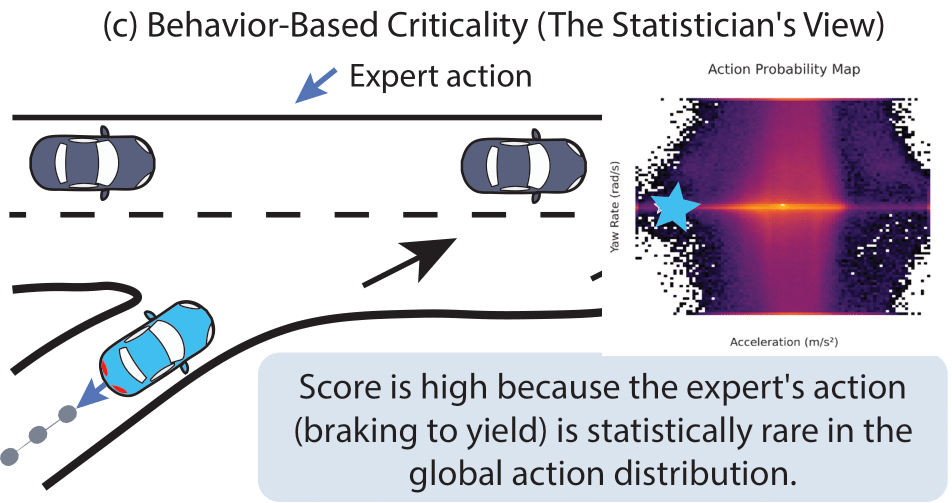 (c) Behavior-Based Criticality (The Statistician's View)
Expert action
Action Probability Map
Yaw Rate (rad/s)
Acceleration (m/s²)
Score is high because the expert's action
(braking to yield) is statistically rare in the
global action distribution.